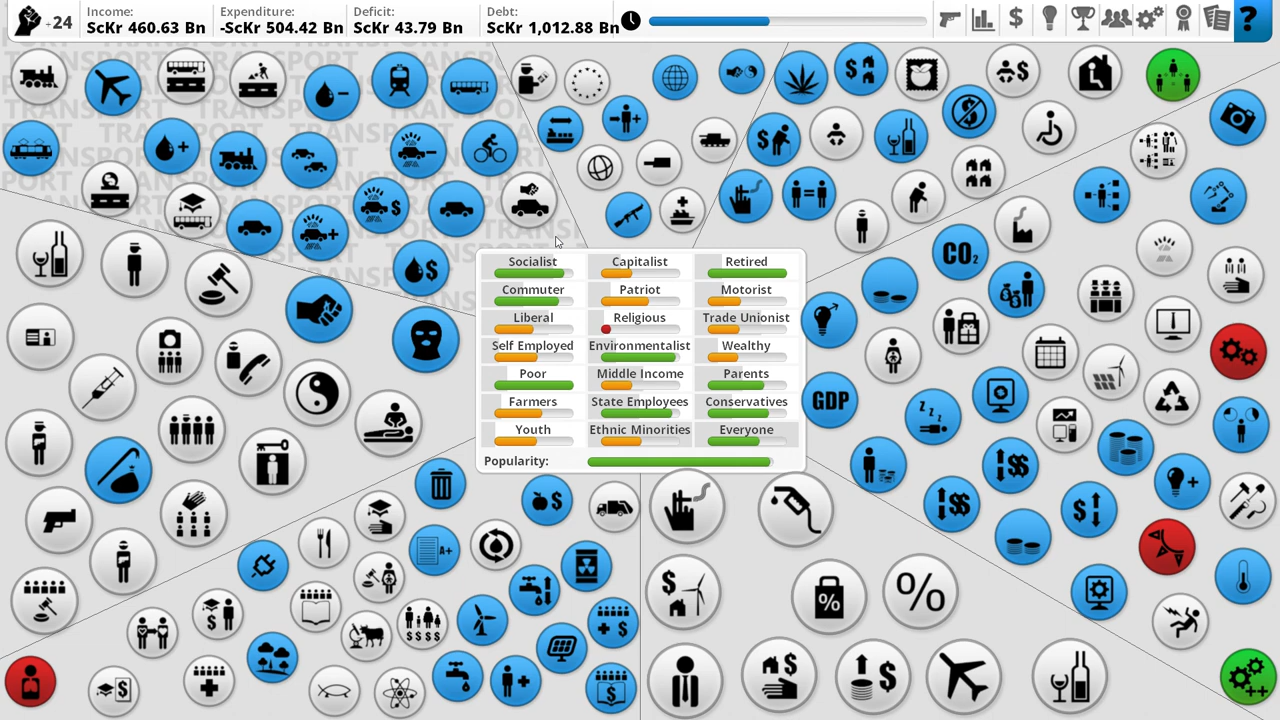 +24
Income:
ScKr 460.63 Bn
Expenditure:
-ScKr 504.42 Bn
Deficit:
ScKr 43.79 Bn
Debt:
ScKr 1,012.88 Bn
?
TRANSPORT TRANSPORT TRANSPORT
$
$
$
$
$
CO₂
GDP
Socialist Capitalist Retired
Commuter Patriot Motorist
Liberal Religious Trade Unionist
Self Employed Environmentalist Wealthy
Poor Middle Income Parents
Farmers State Employees Conservatives
Youth Ethnic Minorities Everyone
Popularity:
A+
%
%